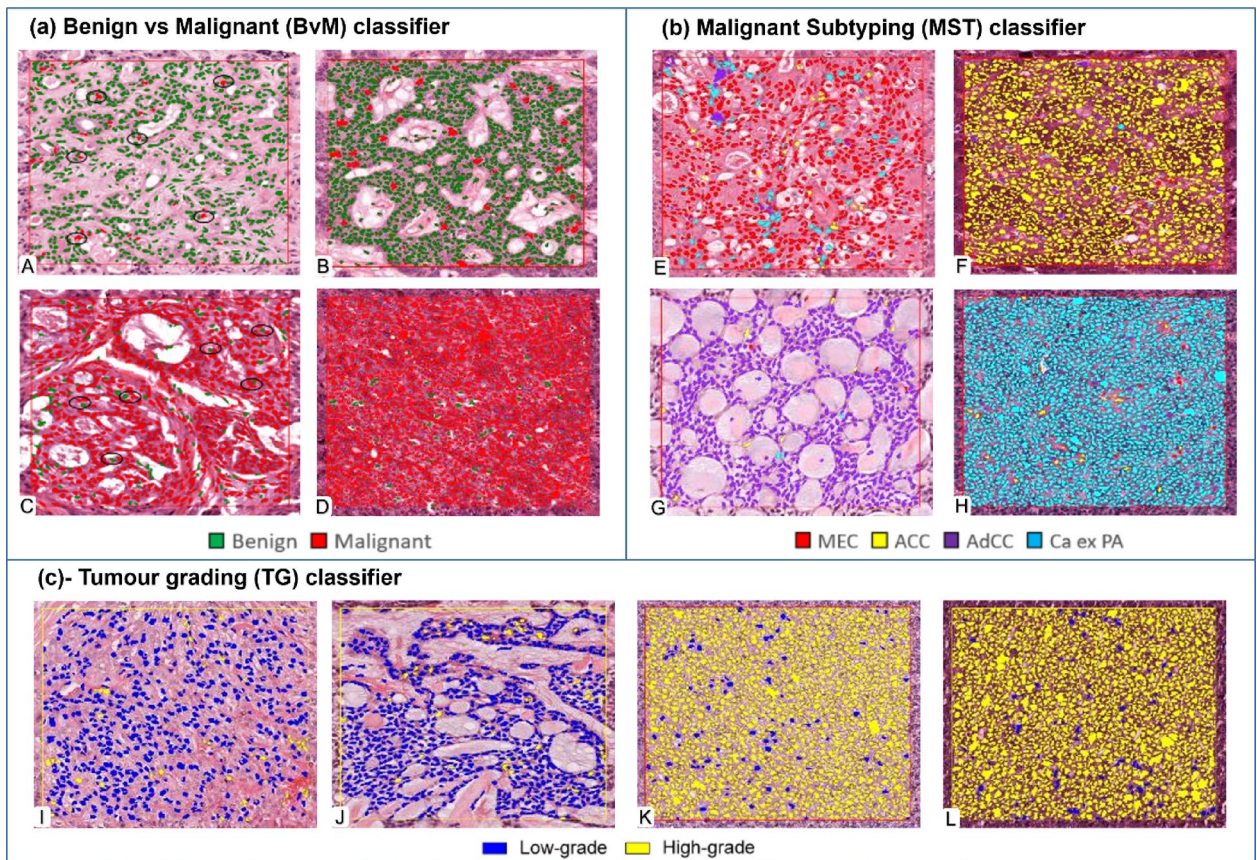 (a) Benign vs Malignant (BvM) classifier
A
B
C
D
Benign Malignant
(b) Malignant Subtyping (MST) classifier
E
F
G
H
MEC ACC AdCC Ca ex PA
(c)- Tumour grading (TG) classifier
I
J
K
L
Low-grade High-grade